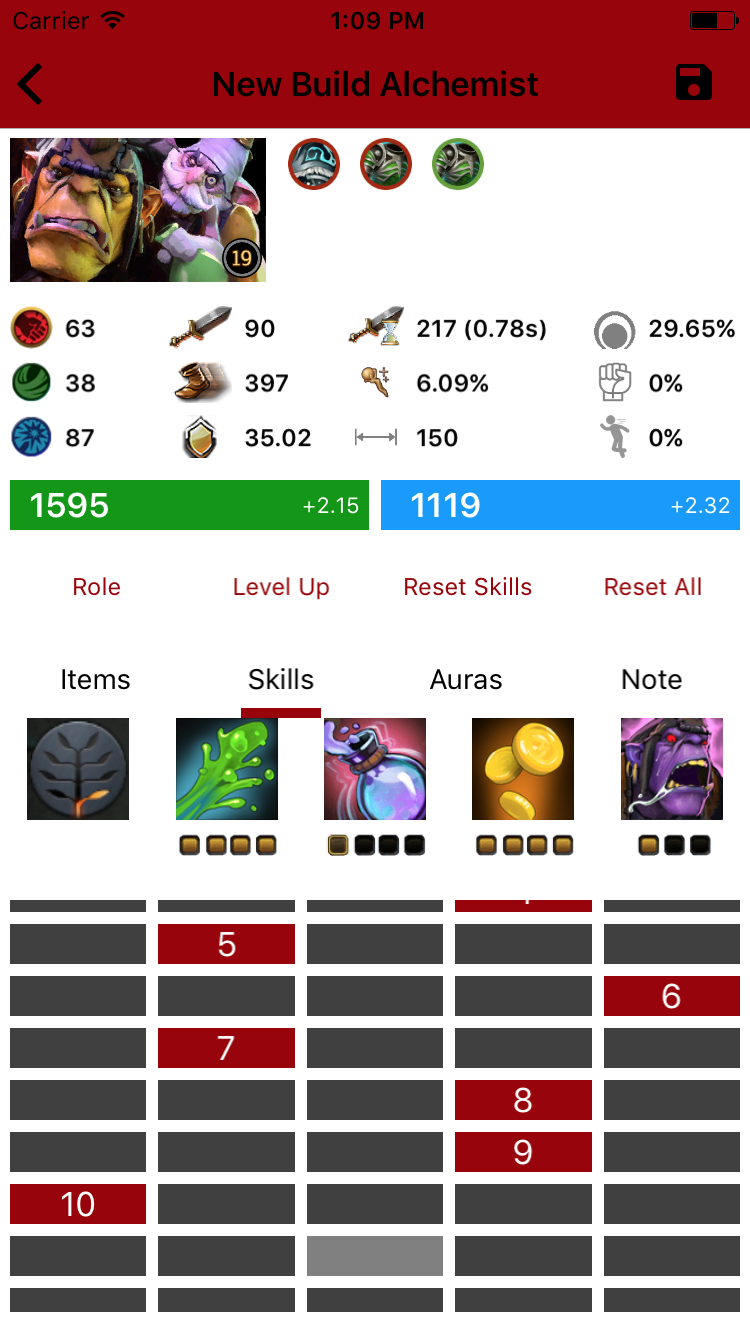 Carrier 1:09 PM
New Build Alchemist
19
63 90 217 (0.78s) 29.65%
38 397 6.09% 0%
87 35.02 150 0%
1595 +2.15 1119 +2.32
Role Level Up Reset Skills Reset All
Items Skills Auras Note
5
6
7
8
9
10